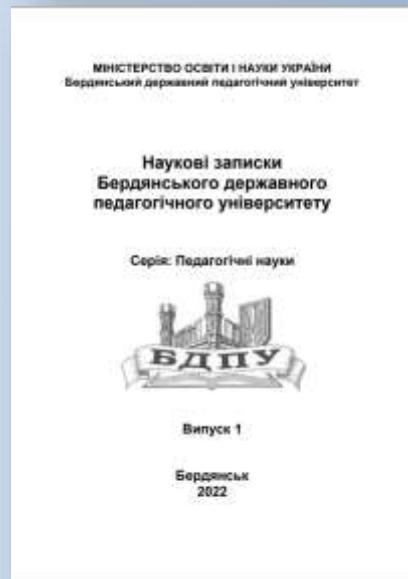 МІНІСТЕРСТВО ОСВІТИ І НАУКИ УКРАЇНИ
Бердянський державний педагогічний університет
Наукові записки
Бердянського державного
педагогічного університету
Серія: Педагогічні науки
БДПУ
Випуск 1
Бердянськ
2022